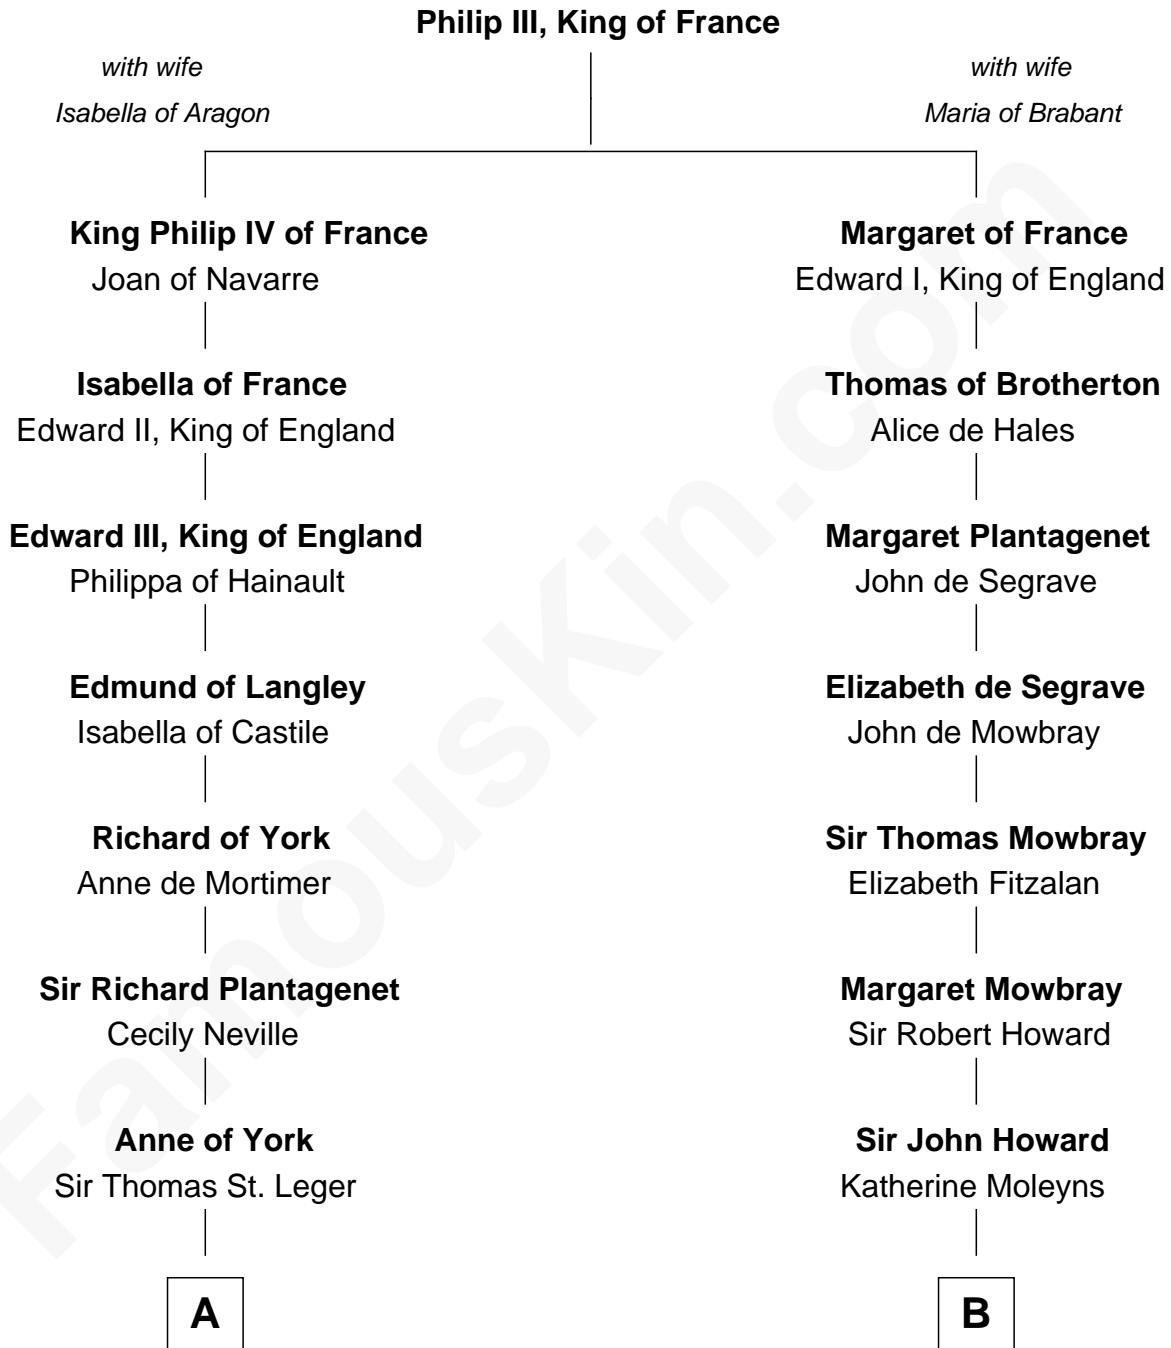 Philip III, King of France
with wife
Isabella of Aragon
with wife
Maria of Brabant
King Philip IV of France
Joan of Navarre
Margaret of France
Edward I, King of England
Isabella of France
Edward II, King of England
Thomas of Brotherton
Alice de Hales
Edward III, King of England
Philippa of Hainault
Margaret Plantagenet
John de Segrave
Edmund of Langley
Isabella of Castile
Elizabeth de Segrave
John de Mowbray
Richard of York
Anne de Mortimer
Sir Thomas Mowbray
Elizabeth Fitzalan
Sir Richard Plantagenet
Cecily Neville
Margaret Mowbray
Sir Robert Howard
Anne of York
Sir Thomas St. Leger
Sir John Howard
Katherine Moleyns
A
B
FamousKin.com